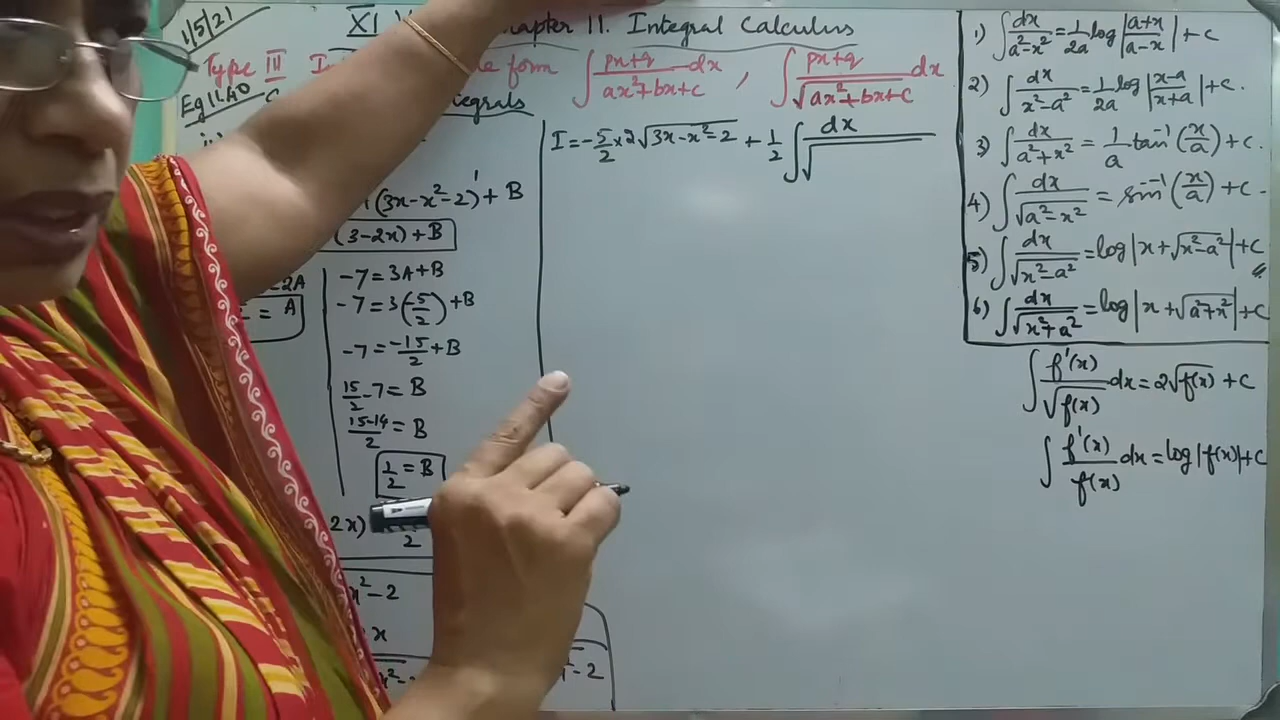 1/5/21
XI Chapter 11. Integral Calculus
Type III I form ∫ px+q / ax²+bx+c dx , ∫ px+q / √ax²+bx+c dx
Eg 11.40 egrals
(3x-x²-2)' + B
(3-2x)+B
-2A
= A
-7 = 3A+B
-7 = 3(-5/2)+B
-7 = -15/2 + B
15/2 - 7 = B
15-14/2 = B
1/2 = B
2x)
2
x²-2
x
-2
I = -5/2 × 2√3x-x²-2 + 1/2 ∫ dx / √
1) ∫ dx / a²-x² = 1/2a log |a+x / a-x| + c
2) ∫ dx / x²-a² = 1/2a log |x-a / x+a| + c.
3) ∫ dx / a²+x² = 1/a tan⁻¹ (x/a) + c.
4) ∫ dx / √a²-x² = sin⁻¹ (x/a) + c.
5) ∫ dx / √x²-a² = log |x + √x²-a²| + c
6) ∫ dx / √x²+a² = log |x + √a²+x²| + c
∫ f'(x) / √f(x) dx = 2√f(x) + c
∫ f'(x) / f(x) dx = log |f(x)| + c